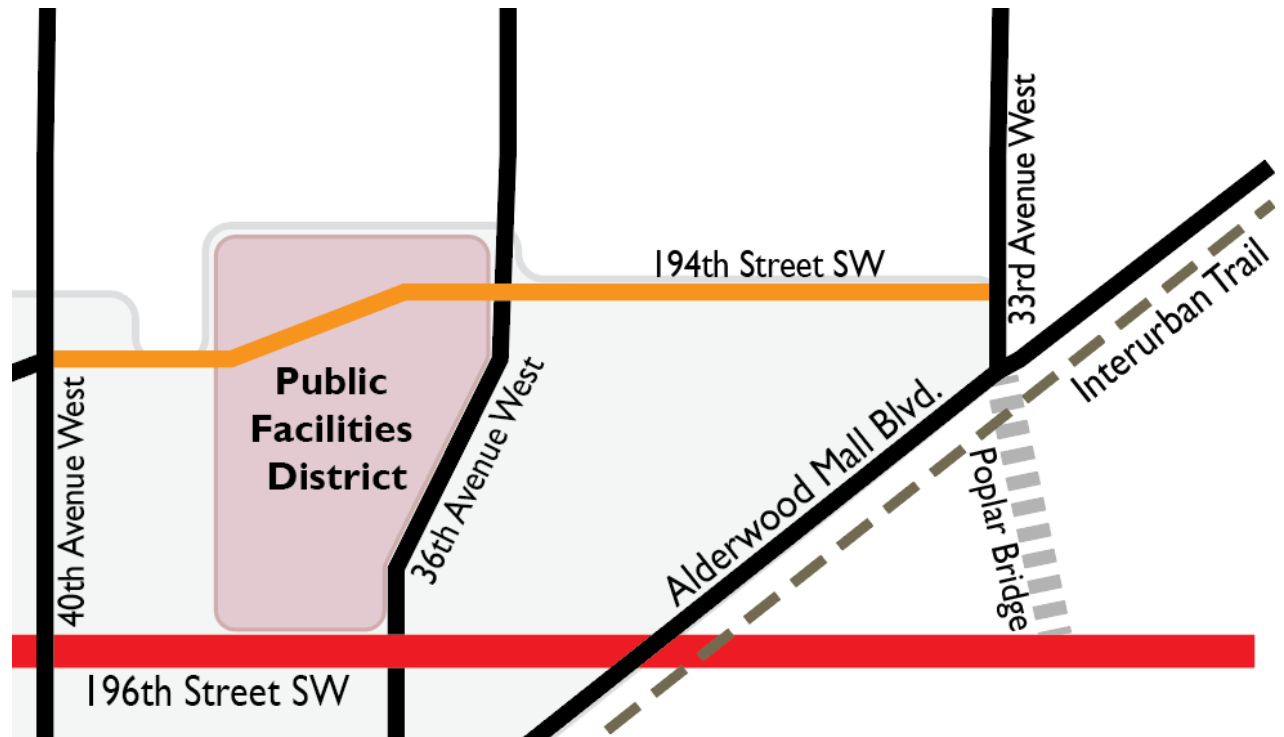 33rd Avenue West
194th Street SW
Interurban Trail
Public
Facilities
District
40th Avenue West
36th Avenue West
Alderwood Mall Blvd.
Poplar Bridge
196th Street SW